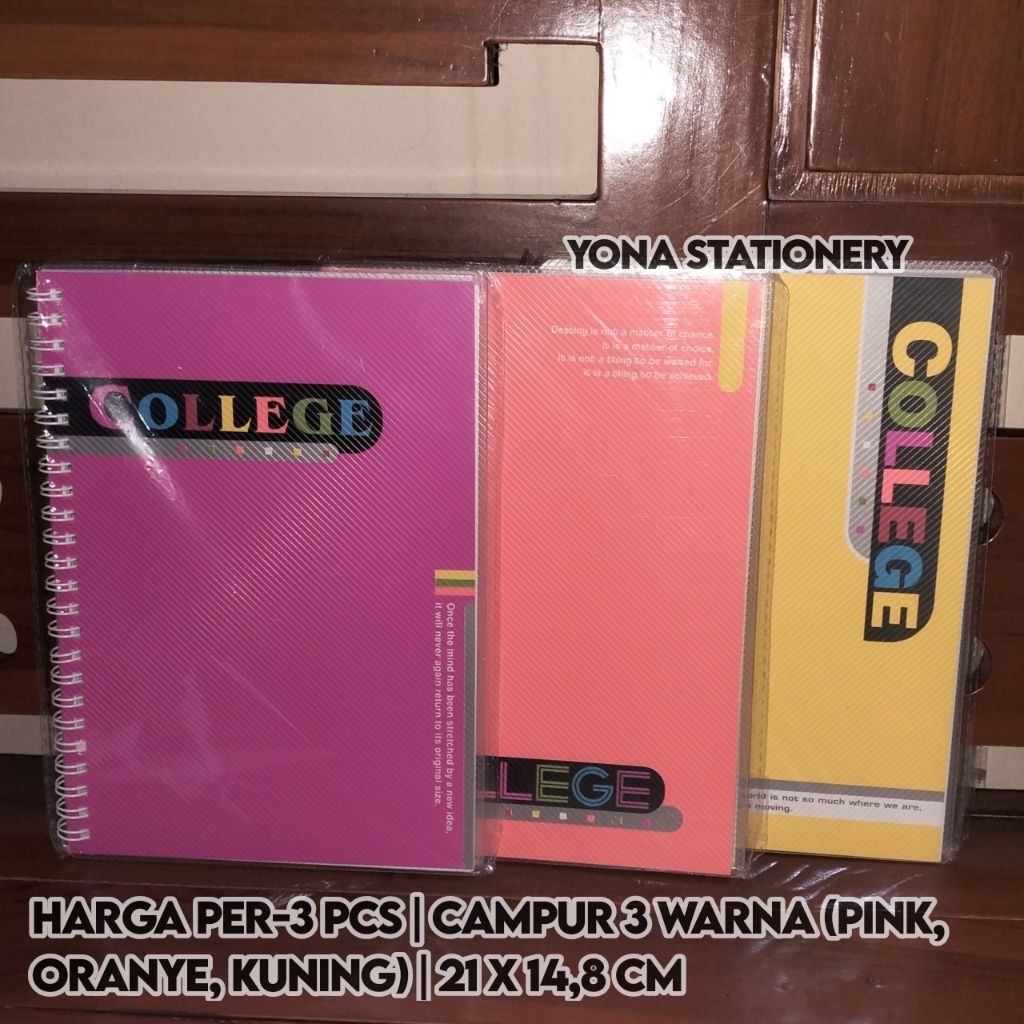 YONA STATIONERY
COLLEGE
Once the mind has been stretched by a new idea,
it will never again return to its original size.
Destiny is not a matter of chance,
it is a matter of choice,
it is not a thing to be waised for
it is a thing to be achieved.
LLEGE
COLLEGE
world is not so much where we are,
moving.
HARGA PER-3 PCS | CAMPUR 3 WARNA (PINK,
ORANYE, KUNING) | 21 X 14,8 CM